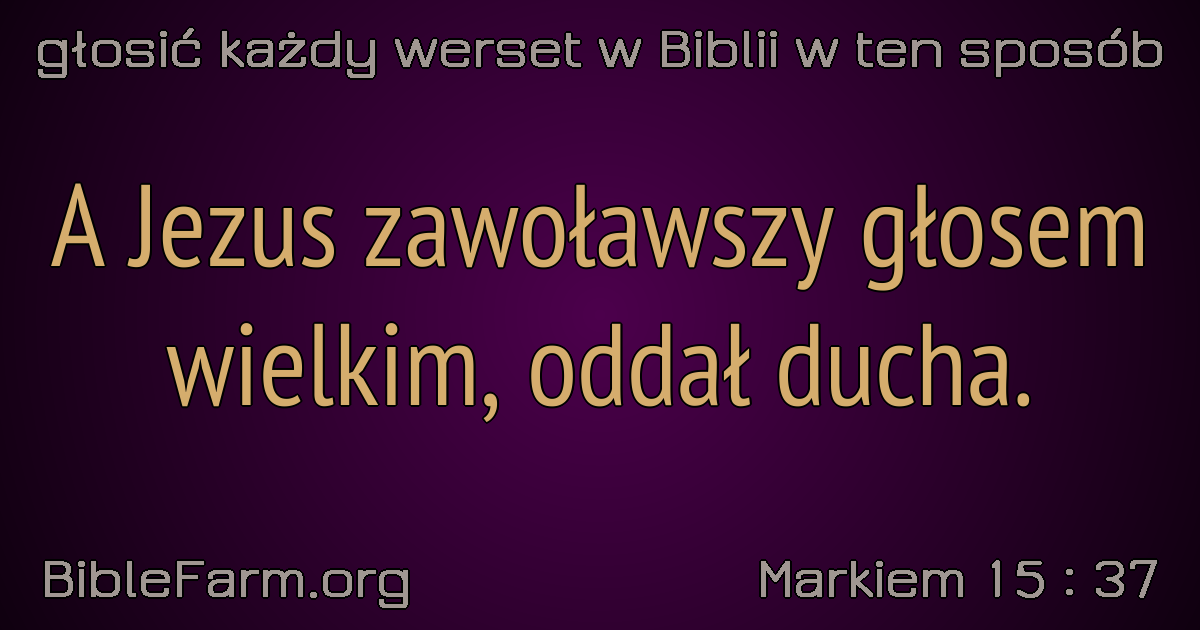 głosić każdy werset w Biblii w ten sposób
A Jezus zawoławszy głosem
wielkim, oddał ducha.
BibleFarm.org
Markiem 15 : 37